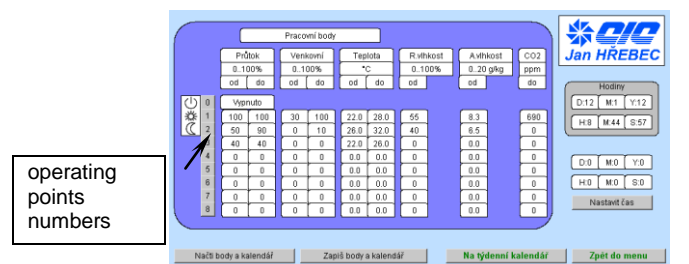 Pracovní body
CIC
Jan HŘEBEC
Průtok Venkovní Teplota R.vlhkost A.vlhkost CO2
0..100% 0..100% °C 0..100% 0..20 g/kg ppm
od do od do od do od od do
Hodiny
D:12 M:1 Y:12
H:8 M:44 S:57
0 Vypnuto
1 100 100 30 100 22.0 28.0 55 8.3 690
2 50 90 0 10 26.0 32.0 40 6.5 0
3 40 40 0 0 22.0 26.0 0 0.0 0
4 0 0 0 0 0.0 0.0 0 0.0 0
5 0 0 0 0 0.0 0.0 0 0.0 0
6 0 0 0 0 0.0 0.0 0 0.0 0
7 0 0 0 0 0.0 0.0 0 0.0 0
8 0 0 0 0 0.0 0.0 0 0.0 0
operating
points
numbers
D:0 M:0 Y:0
H:0 M:0 S:0
Nastavit čas
Načti body a kalendář Zapiš body a kalendář Na týdenní kalendář Zpět do menu